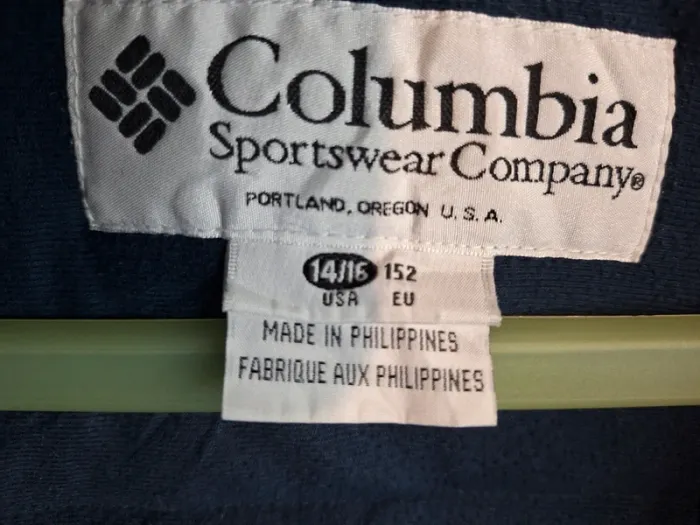 Columbia
Sportswear Company®
PORTLAND, OREGON U.S.A.
14/16 152
USA EU
MADE IN PHILIPPINES
FABRIQUE AUX PHILIPPINES